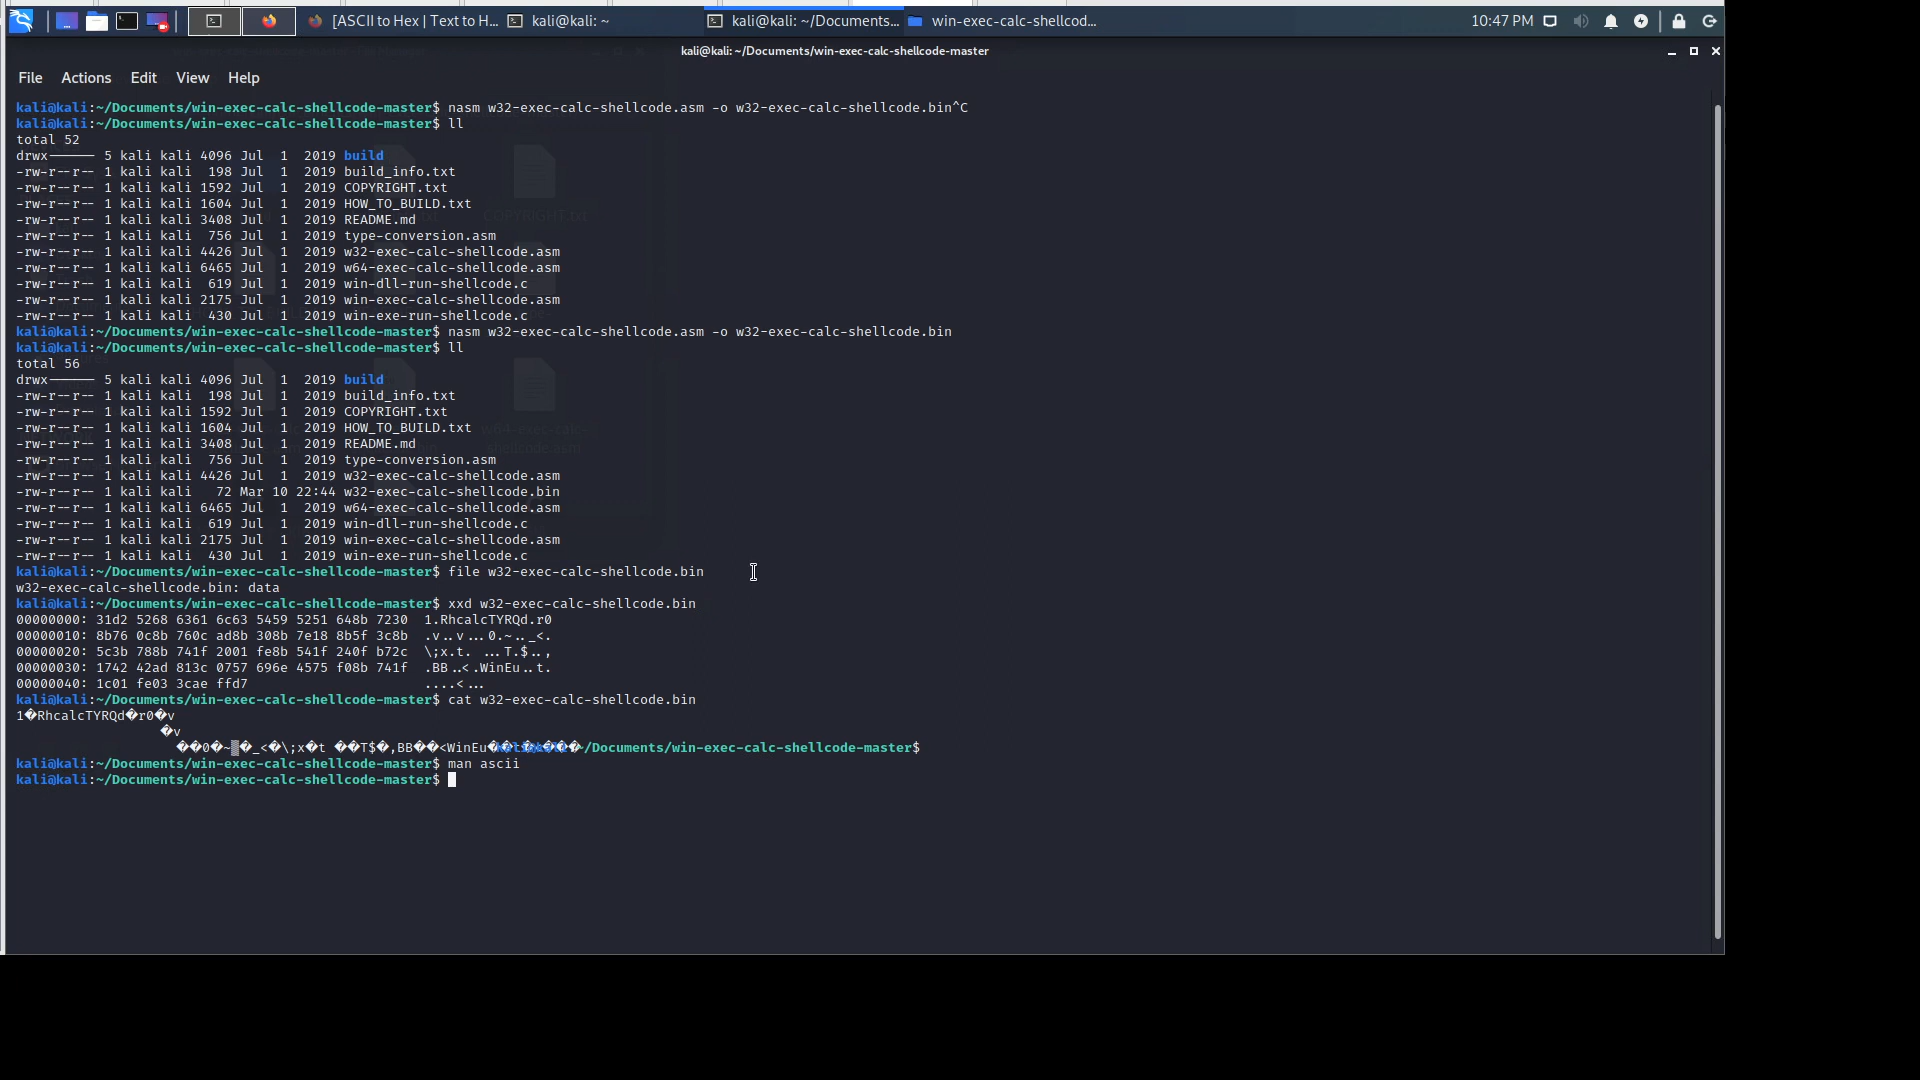 [ASCII to Hex | Text to H...
kali@kali: ~
kali@kali: ~/Documents...
win-exec-calc-shellcod...
10:47 PM
kali@kali: ~/Documents/win-exec-calc-shellcode-master
File Actions Edit View Help
kali@kali:~/Documents/win-exec-calc-shellcode-master$ nasm w32-exec-calc-shellcode.asm -o w32-exec-calc-shellcode.bin^C
kali@kali:~/Documents/win-exec-calc-shellcode-master$ ll
total 52
drwx------ 5 kali kali 4096 Jul  1  2019 build
-rw-r--r-- 1 kali kali  198 Jul  1  2019 build_info.txt
-rw-r--r-- 1 kali kali 1592 Jul  1  2019 COPYRIGHT.txt
-rw-r--r-- 1 kali kali 1604 Jul  1  2019 HOW_TO_BUILD.txt
-rw-r--r-- 1 kali kali 3408 Jul  1  2019 README.md
-rw-r--r-- 1 kali kali  756 Jul  1  2019 type-conversion.asm
-rw-r--r-- 1 kali kali 4426 Jul  1  2019 w32-exec-calc-shellcode.asm
-rw-r--r-- 1 kali kali 6465 Jul  1  2019 w64-exec-calc-shellcode.asm
-rw-r--r-- 1 kali kali  619 Jul  1  2019 win-dll-run-shellcode.c
-rw-r--r-- 1 kali kali 2175 Jul  1  2019 win-exec-calc-shellcode.asm
-rw-r--r-- 1 kali kali  430 Jul  1  2019 win-exe-run-shellcode.c
kali@kali:~/Documents/win-exec-calc-shellcode-master$ nasm w32-exec-calc-shellcode.asm -o w32-exec-calc-shellcode.bin
kali@kali:~/Documents/win-exec-calc-shellcode-master$ ll
total 56
drwx------ 5 kali kali 4096 Jul  1  2019 build
-rw-r--r-- 1 kali kali  198 Jul  1  2019 build_info.txt
-rw-r--r-- 1 kali kali 1592 Jul  1  2019 COPYRIGHT.txt
-rw-r--r-- 1 kali kali 1604 Jul  1  2019 HOW_TO_BUILD.txt
-rw-r--r-- 1 kali kali 3408 Jul  1  2019 README.md
-rw-r--r-- 1 kali kali  756 Jul  1  2019 type-conversion.asm
-rw-r--r-- 1 kali kali 4426 Jul  1  2019 w32-exec-calc-shellcode.asm
-rw-r--r-- 1 kali kali   72 Mar 10 22:44 w32-exec-calc-shellcode.bin
-rw-r--r-- 1 kali kali 6465 Jul  1  2019 w64-exec-calc-shellcode.asm
-rw-r--r-- 1 kali kali  619 Jul  1  2019 win-dll-run-shellcode.c
-rw-r--r-- 1 kali kali 2175 Jul  1  2019 win-exec-calc-shellcode.asm
-rw-r--r-- 1 kali kali  430 Jul  1  2019 win-exe-run-shellcode.c
kali@kali:~/Documents/win-exec-calc-shellcode-master$ file w32-exec-calc-shellcode.bin
w32-exec-calc-shellcode.bin: data
kali@kali:~/Documents/win-exec-calc-shellcode-master$ xxd w32-exec-calc-shellcode.bin
00000000: 31d2 5268 6361 6c63 5459 5251 648b 7230  1.RhcalcTYRQd.r0
00000010: 8b76 0c8b 760c ad8b 308b 7e18 8b5f 3c8b  .v..v...0.~.._<.
00000020: 5c3b 788b 741f 2001 fe8b 541f 240f b72c  \;x.t. ...T.$..,
00000030: 1742 42ad 813c 0757 696e 4575 f08b 741f  .BB..<.WinEu..t.
00000040: 1c01 fe03 3cae ffd7                      ....<...
kali@kali:~/Documents/win-exec-calc-shellcode-master$ cat w32-exec-calc-shellcode.bin
1�RhcalcTYRQd�r0�v
�v
��0�~▒�_<�\;x�t ��T$�,BB��<WinEu�~/Documents/win-exec-calc-shellcode-master$
kali@kali:~/Documents/win-exec-calc-shellcode-master$ man ascii
kali@kali:~/Documents/win-exec-calc-shellcode-master$